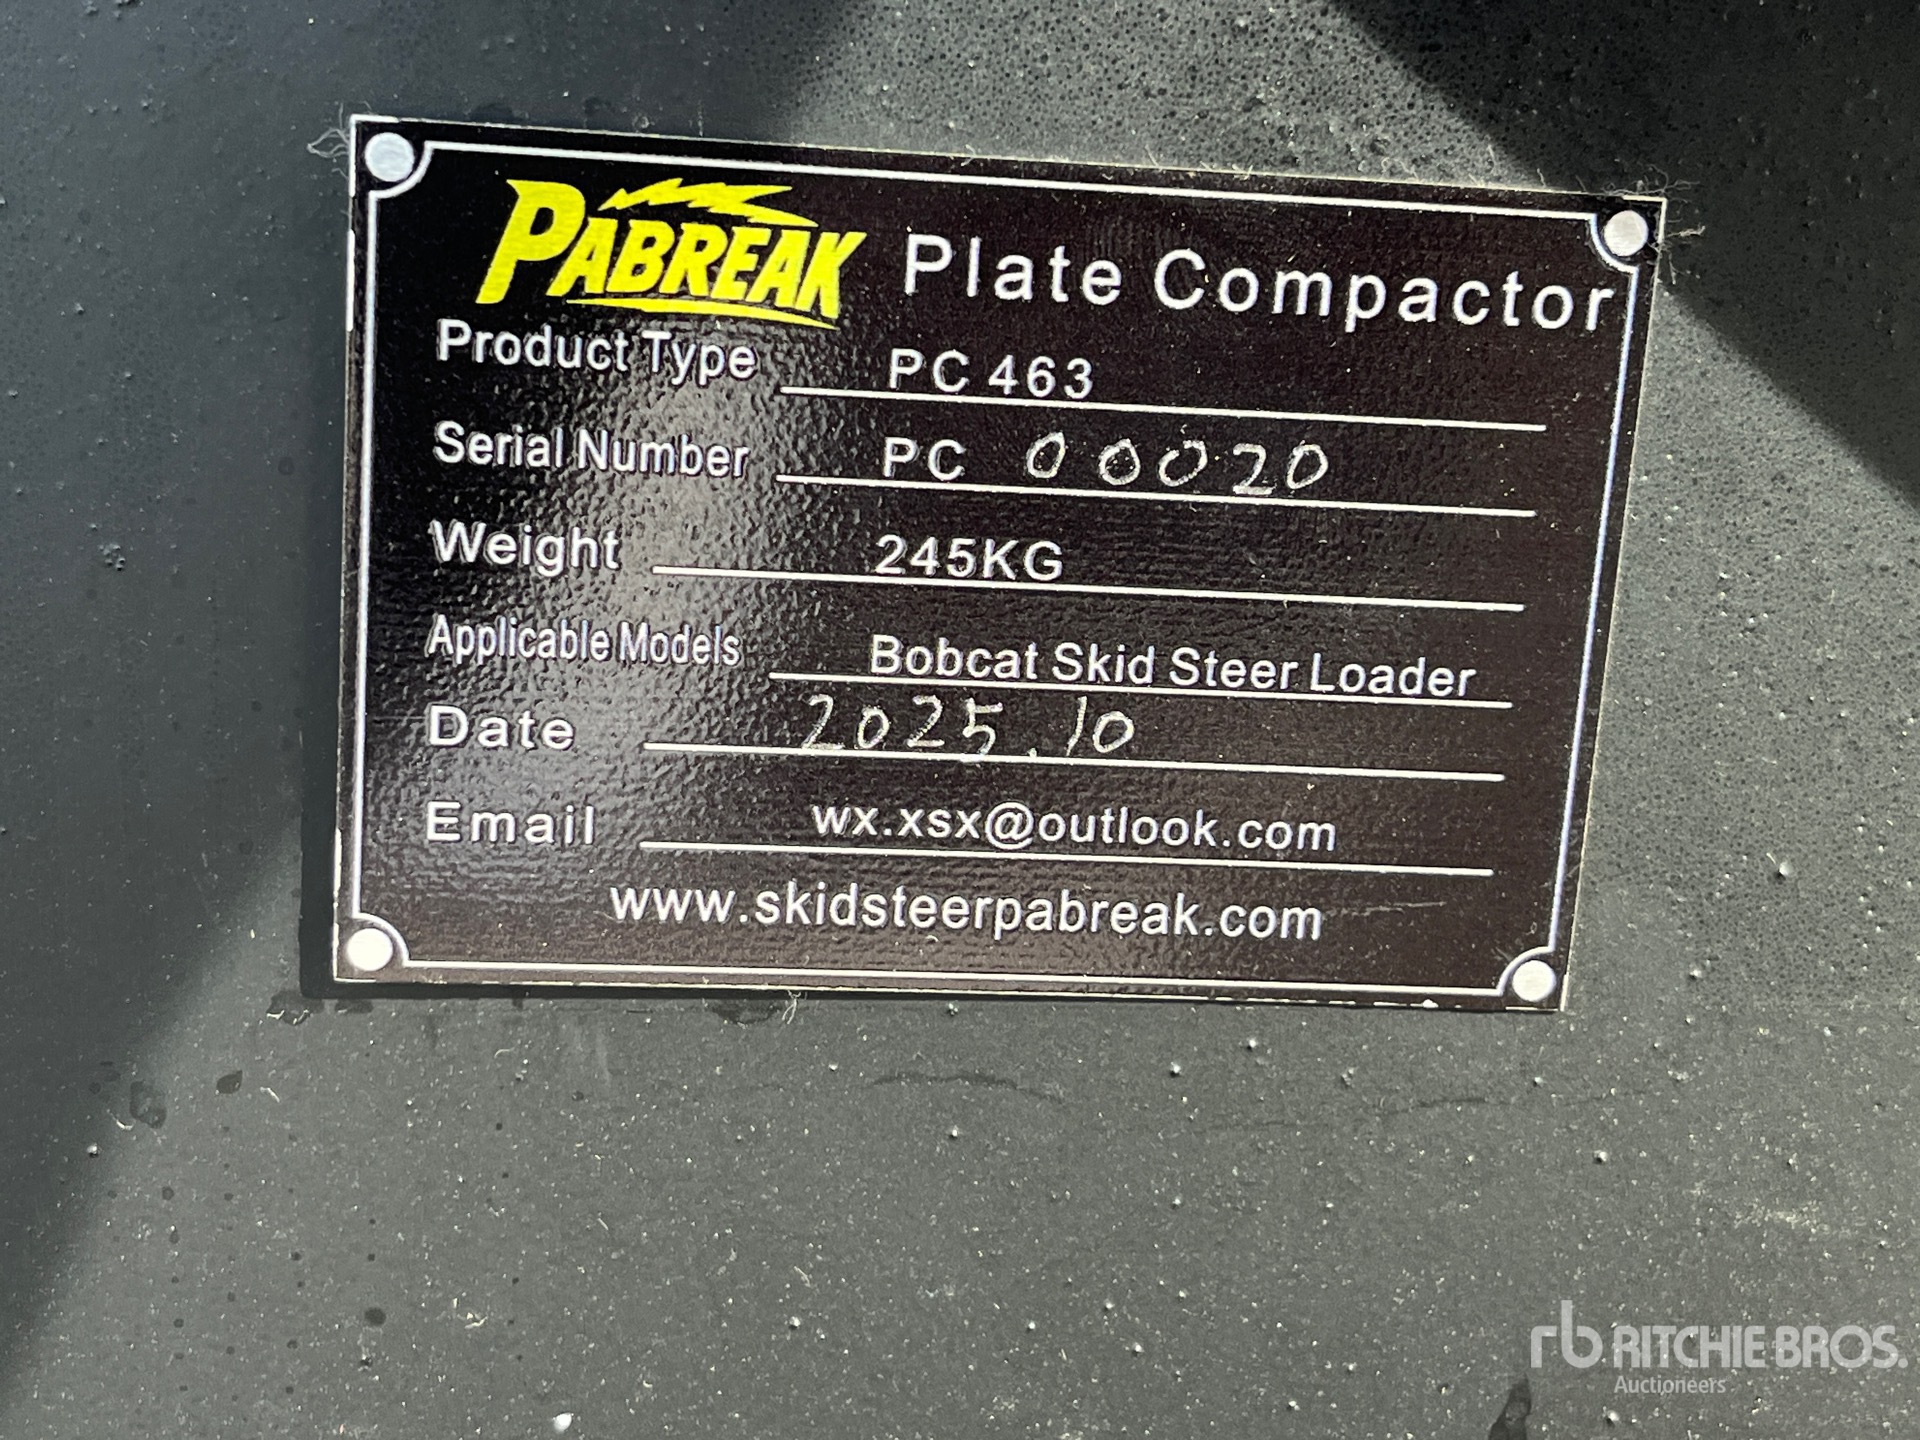 PABREAK Plate Compactor
Product Type PC 463
Serial Number PC 00020
Weight 245KG
Applicable Models Bobcat Skid Steer Loader
Date 2025.10
Email wx.xsx@outlook.com
www.skidsteerpabreak.com
rb RITCHIE BROS.
Auctioneers